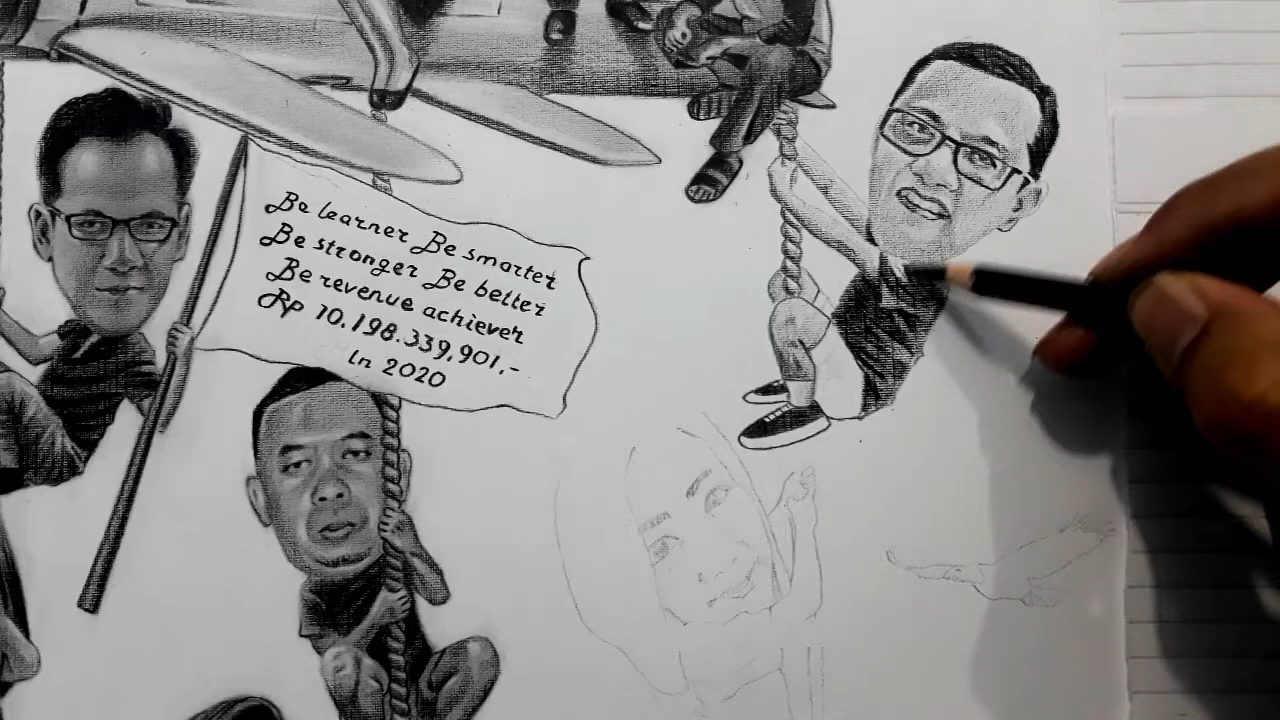 Be learner Be smarter
Be stronger Be better
Be revenue achiever
Rp 10.198.339.901,-
In 2020